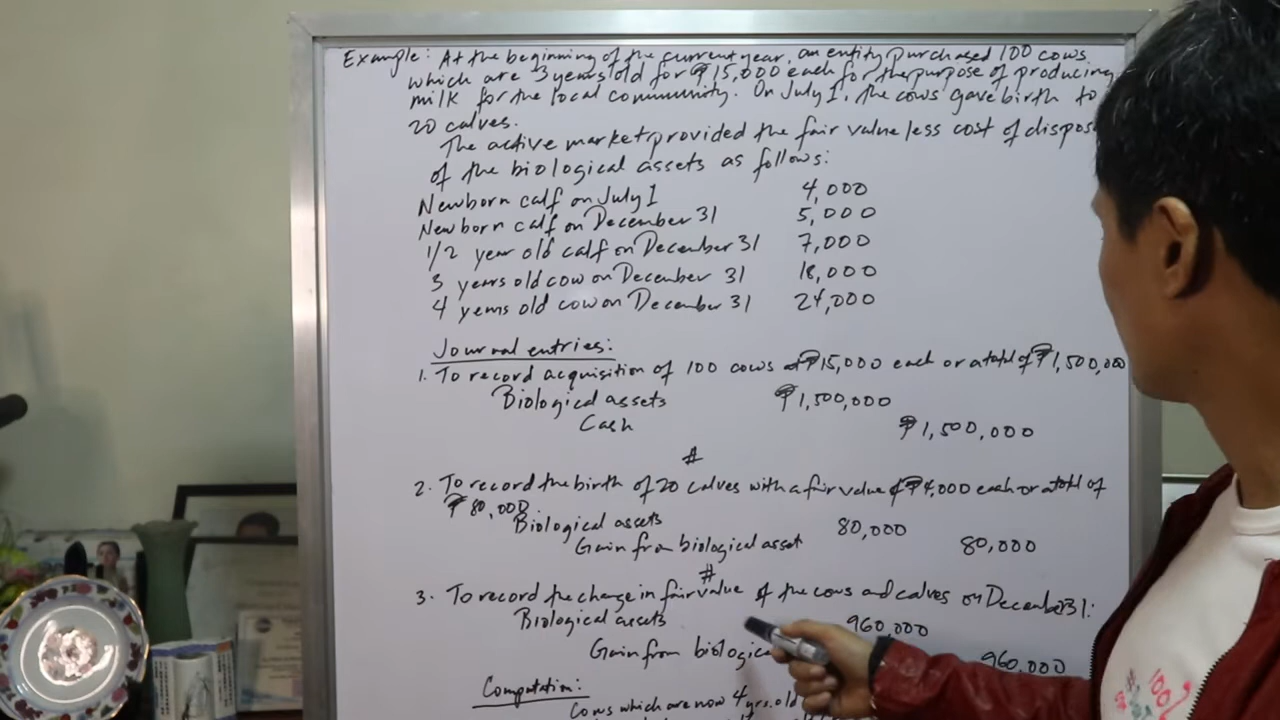 Example: At the beginning of the current year, an entity purchased 100 cows
which are 3 years old for ₱15,000 each for the purpose of producing
milk for the local community. On July 1, the cows gave birth to
20 calves.
The active market provided the fair value less cost of
of the biological assets as follows:
Newborn calf on July 1 4,000
Newborn calf on December 31 5,000
1/2 year old calf on December 31 7,000
3 years old cow on December 31 18,000
4 years old cow on December 31 24,000
Journal entries:
1. To record acquisition of 100 cows at ₱15,000 each or a total of ₱1,500,000
Biological assets ₱1,500,000
Cash ₱1,500,000
#
2. To record the birth of 20 calves with a fair value of ₱4,000 each or a total of
₱80,000
Biological assets 80,000
Gain from biological asset 80,000
#
3. To record the change in fair value of the cows and calves on December 31:
Biological assets 960,000
Gain from 960,000
Computation:
Cows which are now 4 yrs. old